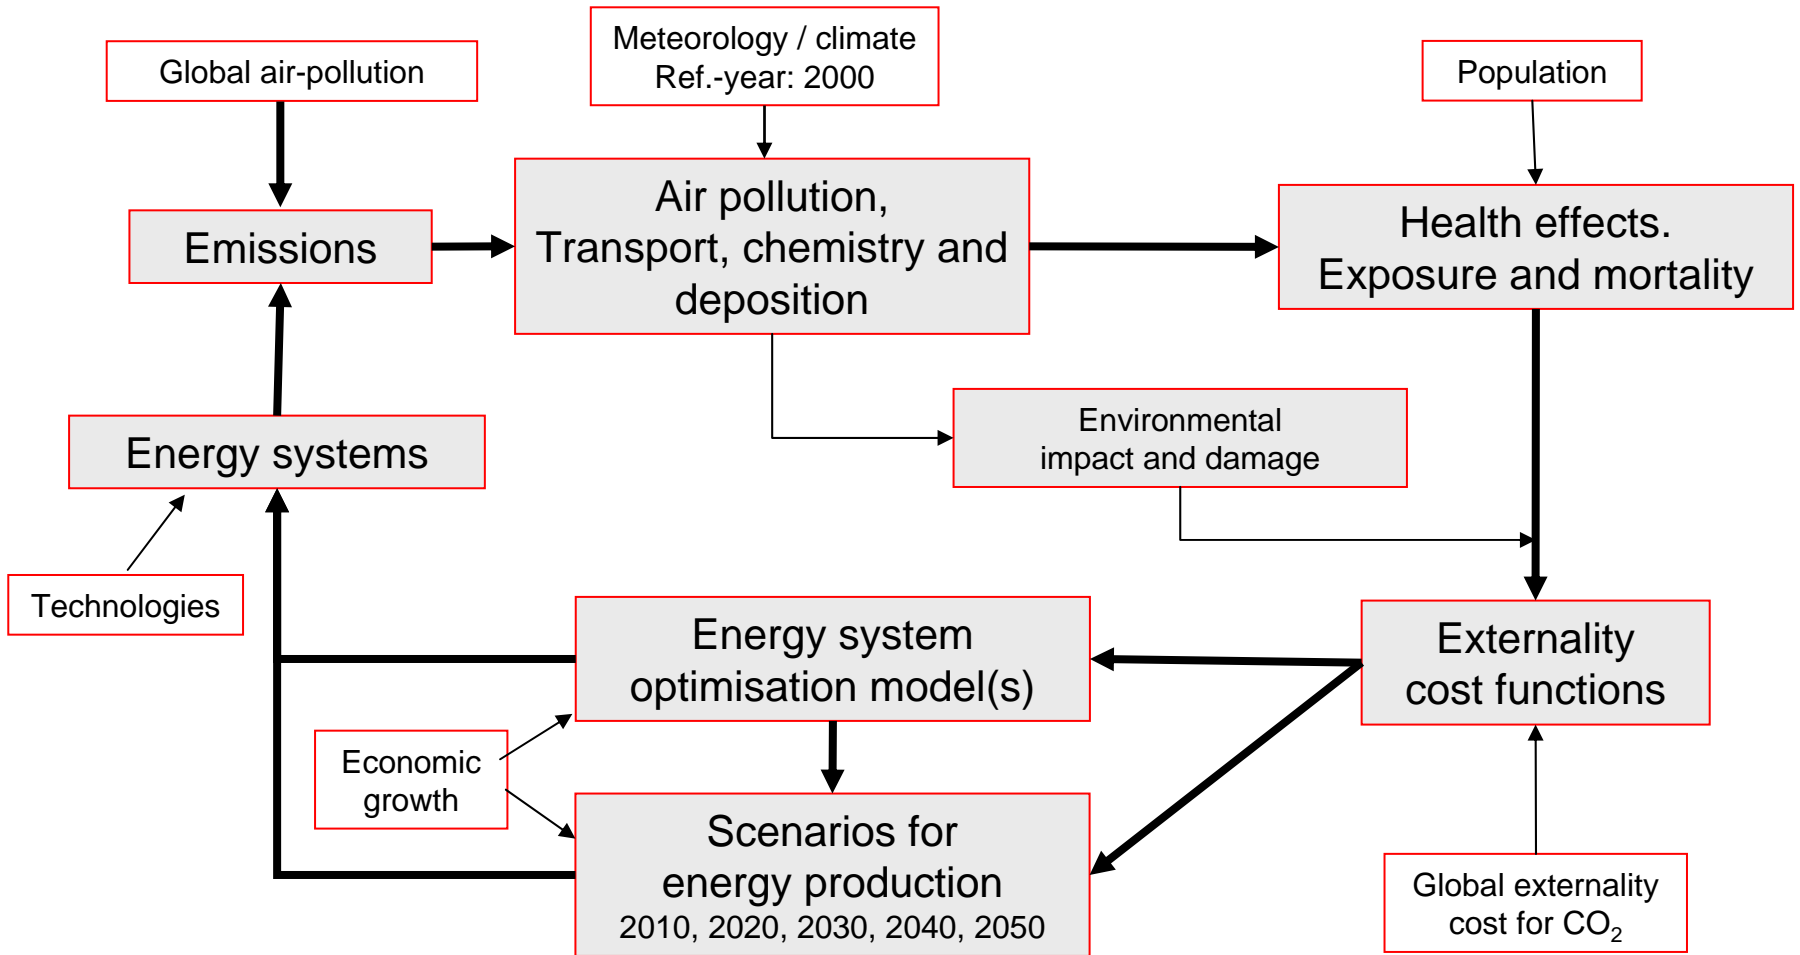 Global air-pollution
Meteorology / climate
Ref.-year: 2000
Population
Emissions
Air pollution,
Transport, chemistry and
deposition
Health effects.
Exposure and mortality
Energy systems
Environmental
impact and damage
Technologies
Energy system
optimisation model(s)
Externality
cost functions
Economic
growth
Scenarios for
energy production
2010, 2020, 2030, 2040, 2050
Global externality
cost for CO₂